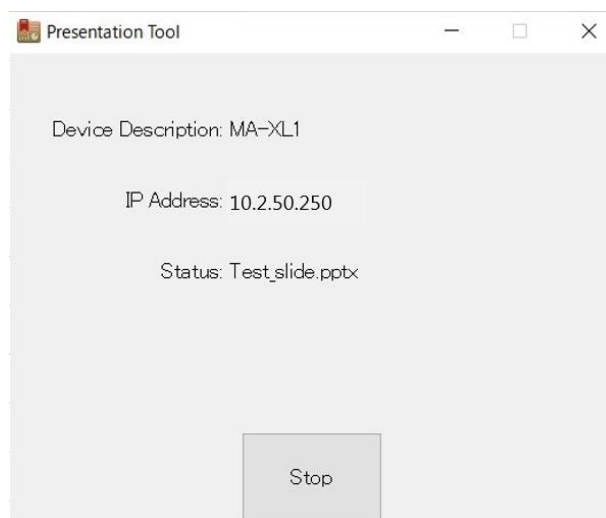 Presentation Tool
Device Description: MA-XL1
IP Address: 10.2.50.250
Status: Test_slide.pptx
Stop